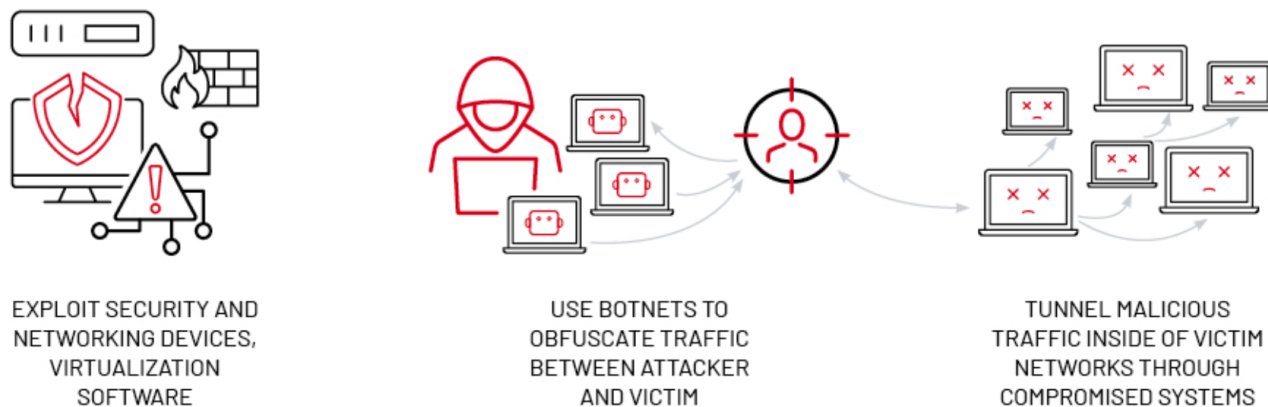 EXPLOIT SECURITY AND
NETWORKING DEVICES,
VIRTUALIZATION
SOFTWARE
USE BOTNETS TO
OBFUSCATE TRAFFIC
BETWEEN ATTACKER
AND VICTIM
TUNNEL MALICIOUS
TRAFFIC INSIDE OF VICTIM
NETWORKS THROUGH
COMPROMISED SYSTEMS